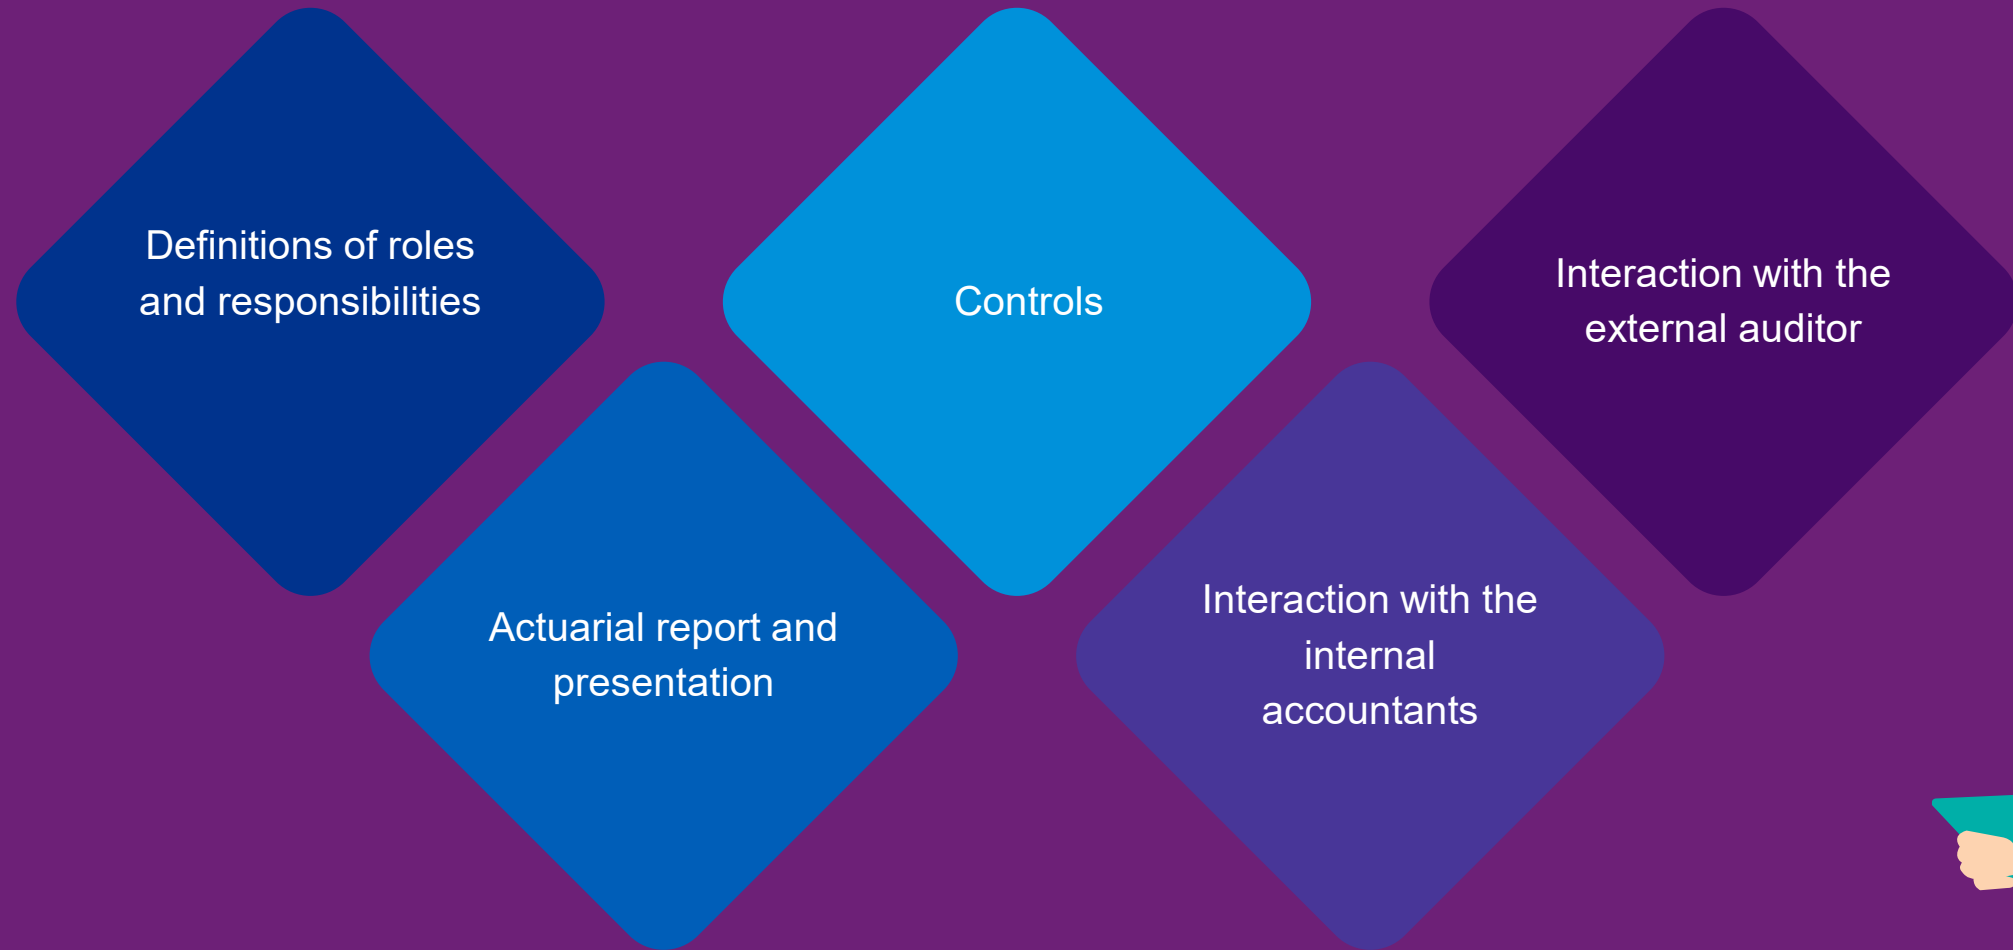 Definitions of roles
and responsibilities
Actuarial report and
presentation
Controls
Interaction with the
internal
accountants
Interaction with the
external auditor